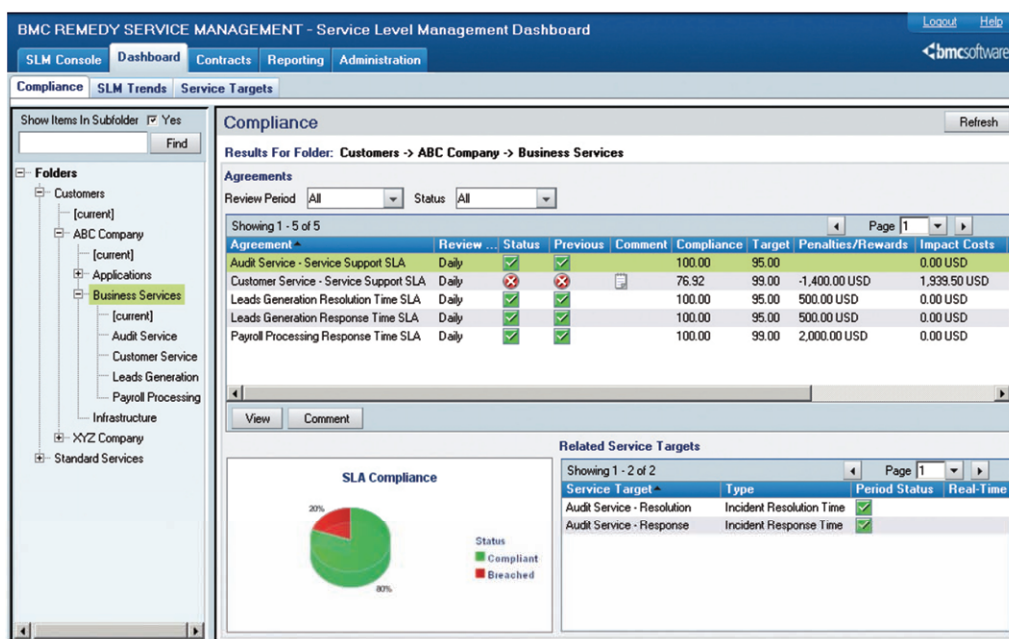 BMC REMEDY SERVICE MANAGEMENT - Service Level Management Dashboard
Logout Help
bmcsoftware
SLM Console Dashboard Contracts Reporting Administration
Compliance SLM Trends Service Targets
Show Items In Subfolder Yes
Find
Folders
Customers
[current]
ABC Company
[current]
Applications
Business Services
[current]
Audit Service
Customer Service
Leads Generation
Payroll Processing
Infrastructure
XYZ Company
Standard Services
Compliance
Refresh
Results For Folder: Customers -> ABC Company -> Business Services
Agreements
Review Period All Status All
Showing 1 - 5 of 5 Page 1
Agreement Review ... Status Previous Comment Compliance Target Penalties/Rewards Impact Costs
Audit Service - Service Support SLA Daily 100.00 95.00 0.00 USD
Customer Service - Service Support SLA Daily 76.92 99.00 -1,400.00 USD 1,939.50 USD
Leads Generation Resolution Time SLA Daily 100.00 95.00 500.00 USD 0.00 USD
Leads Generation Response Time SLA Daily 100.00 95.00 500.00 USD 0.00 USD
Payroll Processing Response Time SLA Daily 100.00 99.00 2,000.00 USD 0.00 USD
View Comment
SLA Compliance
20%
80%
Status
Compliant
Breached
Related Service Targets
Showing 1 - 2 of 2 Page 1
Service Target Type Period Status Real-Time
Audit Service - Resolution Incident Resolution Time
Audit Service - Response Incident Response Time